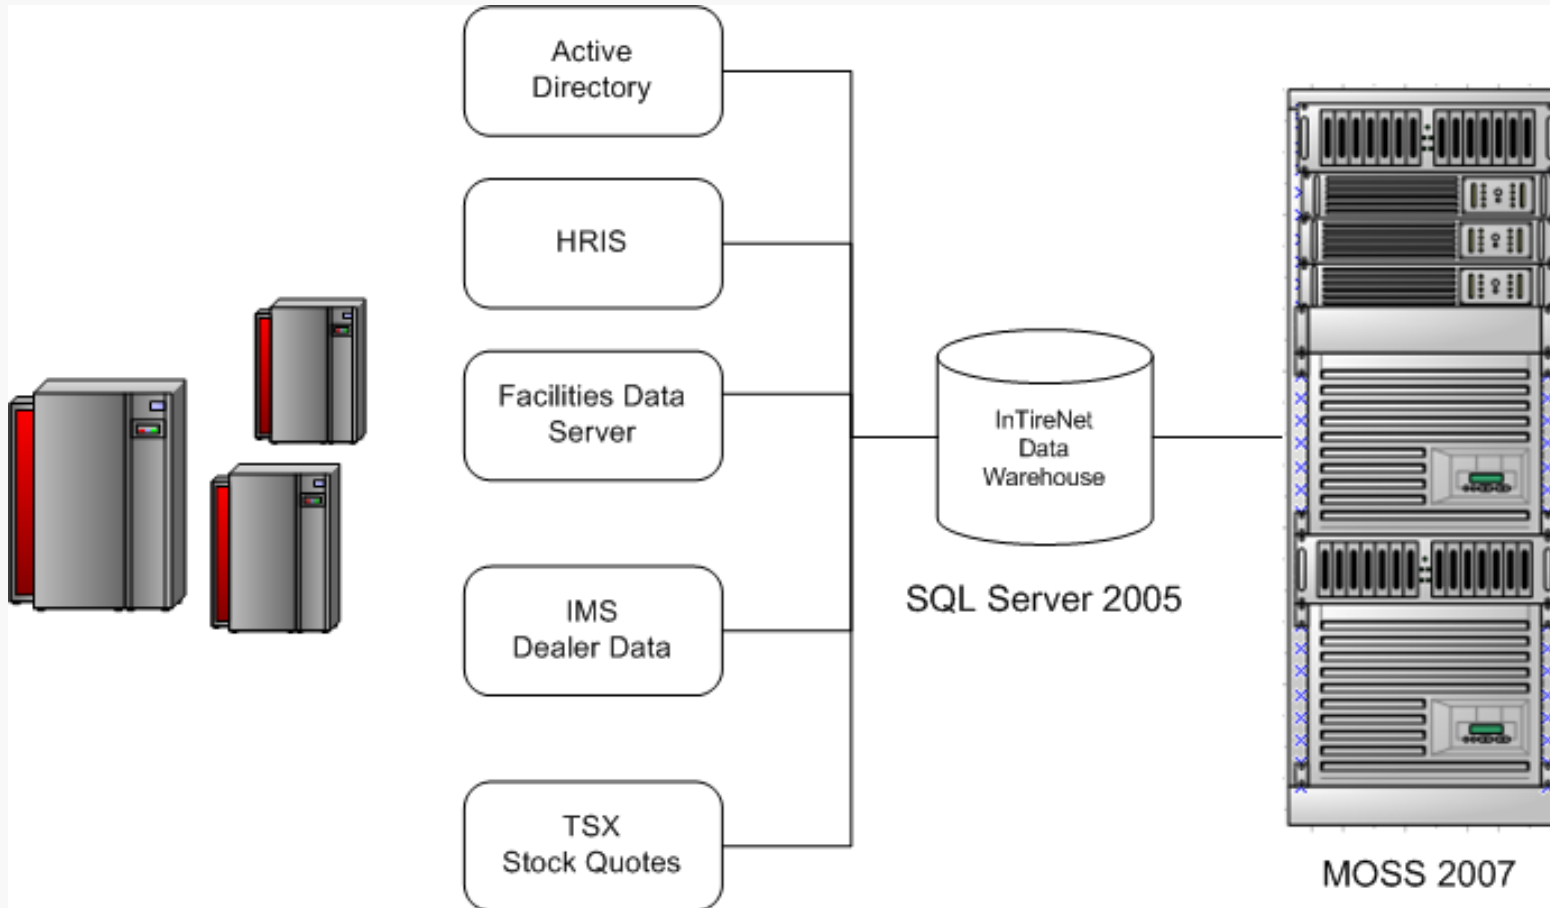 Active
Directory
HRIS
Facilities Data
Server
IMS
Dealer Data
TSX
Stock Quotes
InTireNet
Data
Warehouse
SQL Server 2005
MOSS 2007